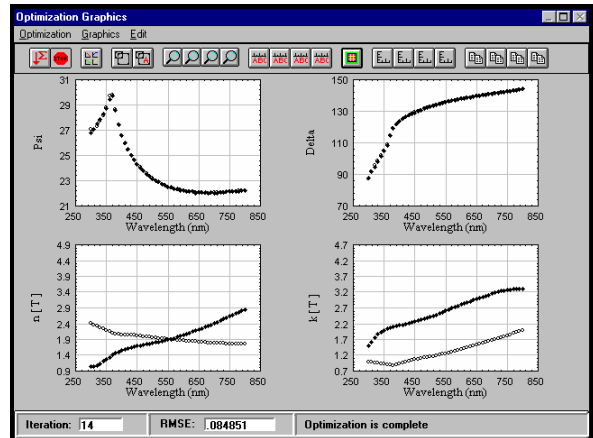 Optimization Graphics
Optimization Graphics Edit
STOP
A
ABC ABC ABC ABC
31
29
27
25
23
21
Psi
250 350 450 550 650 750 850
Wavelength (nm)
150
130
110
90
70
Delta
250 350 450 550 650 750 850
Wavelength (nm)
4.9
4.4
3.9
3.4
2.9
2.4
1.9
1.4
0.9
n [T]
250 350 450 550 650 750 850
Wavelength (nm)
4.7
4.2
3.7
3.2
2.7
2.2
1.7
1.2
0.7
k [T]
250 350 450 550 650 750 850
Wavelength (nm)
Iteration: 14 RMSE: .084851 Optimization is complete